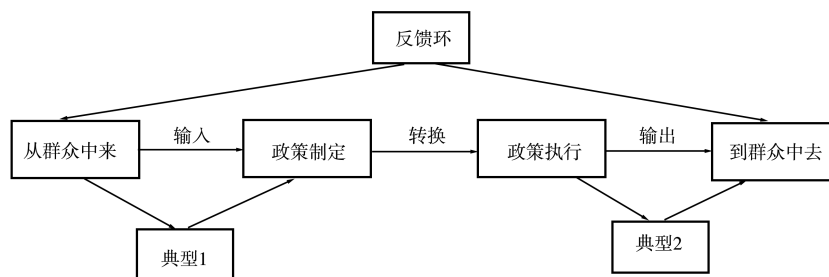 反馈环
从群众中来
输入
政策制定
转换
政策执行
输出
到群众中去
典型1
典型2